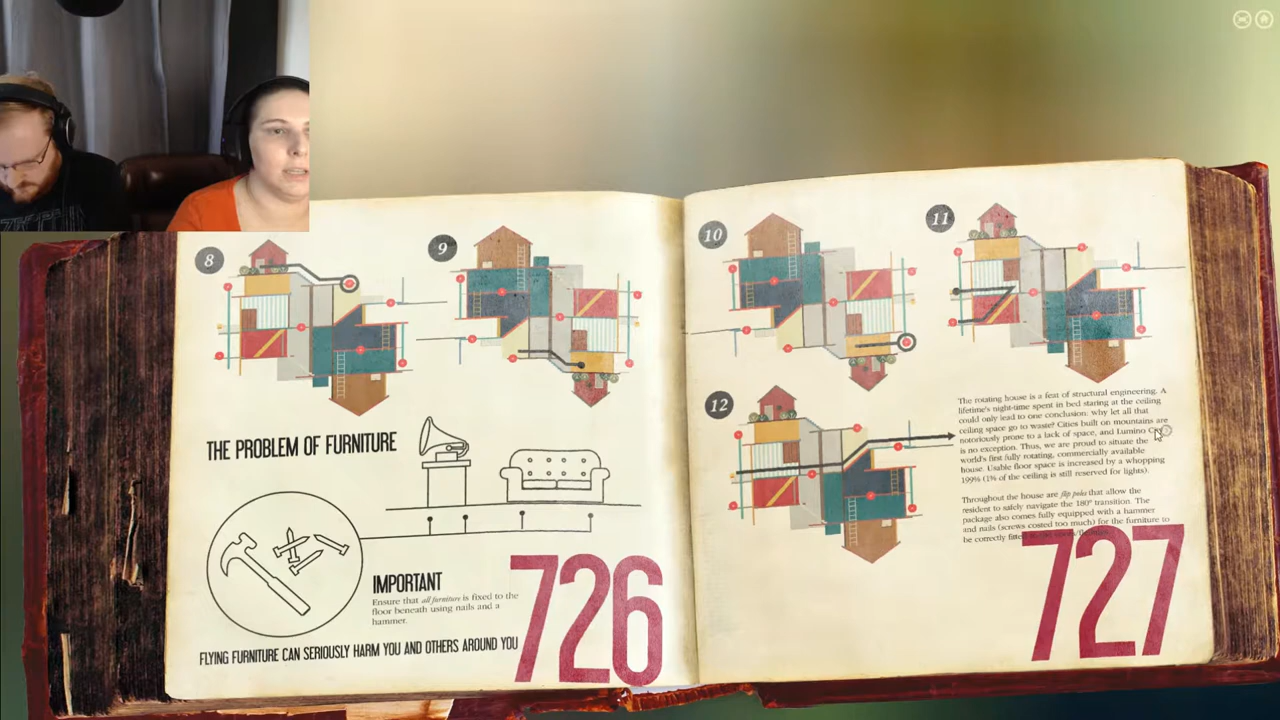 8
9
THE PROBLEM OF FURNITURE
IMPORTANT
Ensure that all furniture is fixed to the
floor beneath using nails and a
hammer.
FLYING FURNITURE CAN SERIOUSLY HARM YOU AND OTHERS AROUND YOU
726
10
11
12
The rotating house is a feat of structural engineering. A
lifetime's night-time spent in bed staring at the ceiling
could only lead to one conclusion: why let all that
ceiling space go to waste? Cities built on mountains are
notoriously prone to a lack of space, and Lumino
is no exception. Thus, we are proud to situate the
world's first fully rotating, commercially available
house. Usable floor space is increased by a whopping
199% (1% of the ceiling is still reserved for lights).
Throughout the house are flip poles that allow the
resident to safely navigate the 180° transition. The
package also comes fully equipped with a hammer
and nails (screws costed too much) for the furniture to
be correctly fitted
727